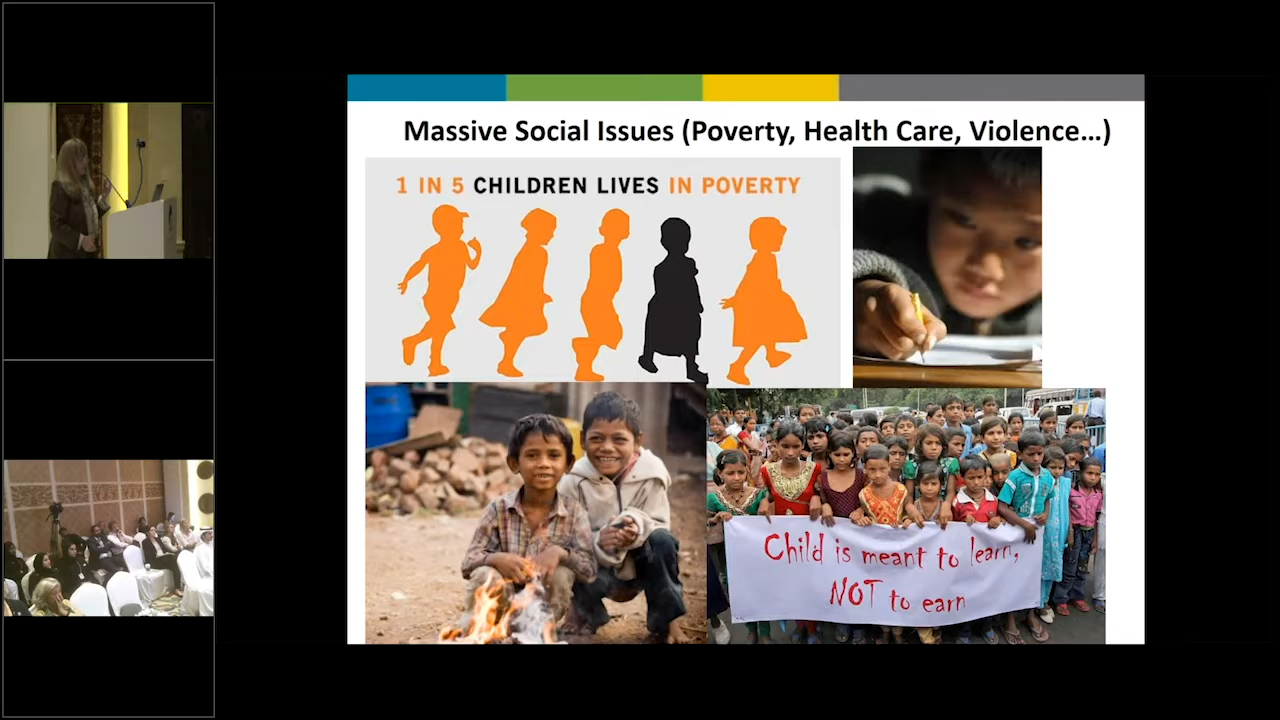 Massive Social Issues (Poverty, Health Care, Violence...)
1 IN 5 CHILDREN LIVES IN POVERTY
Child is meant to learn,
NOT to earn